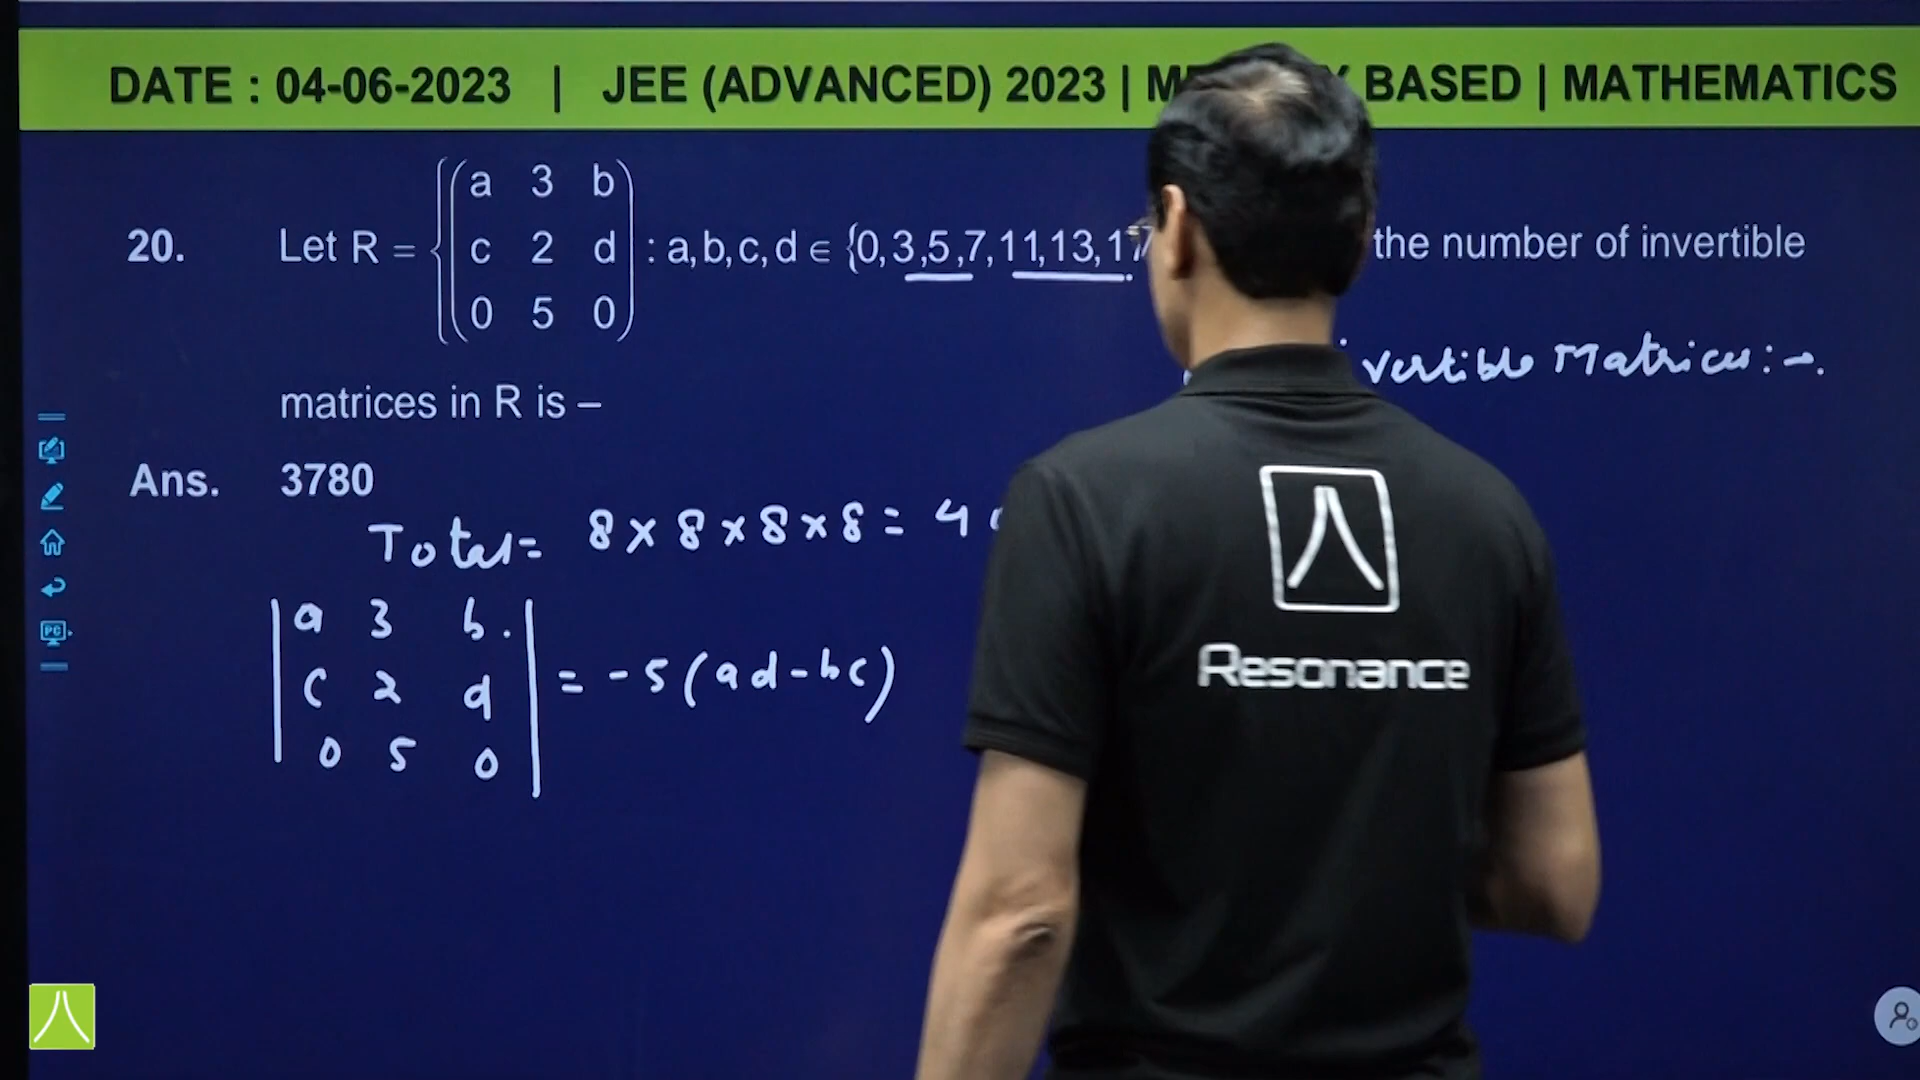 DATE : 04-06-2023 | JEE (ADVANCED) 2023 | BASED | MATHEMATICS
20. Let R = {(a 3 b
c 2 d
0 5 0) : a,b,c,d ∈ {0,3,5,7,11,13,17 the number of invertible
vertible Matrices :-.
matrices in R is –
Ans. 3780
Total= 8 x 8 x 8 x 8 = 4
|a 3 b.
c 2 d
0 5 0| = -5 (ad-bc)
Resonance
PC